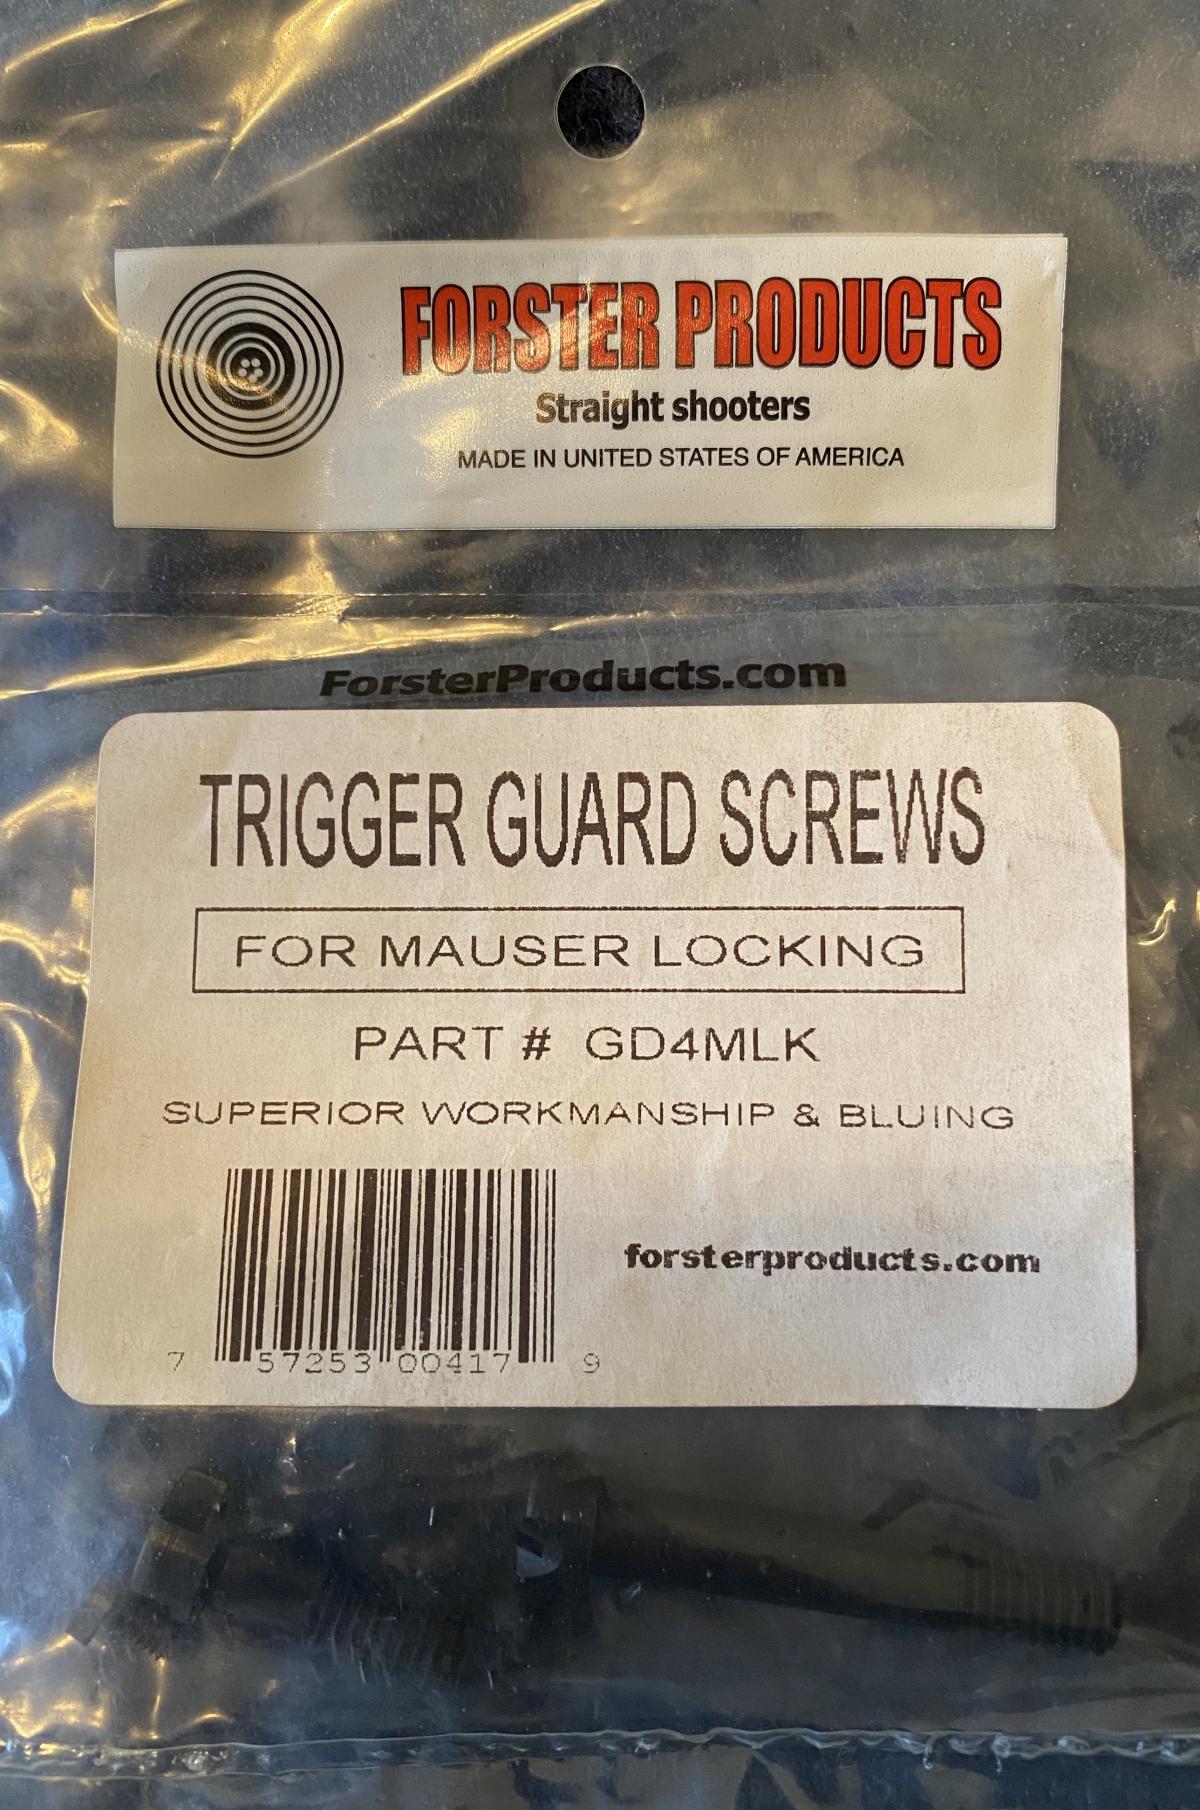 FORSTER PRODUCTS
Straight shooters
MADE IN UNITED STATES OF AMERICA
ForsterProducts.com
TRIGGER GUARD SCREWS
FOR MAUSER LOCKING
PART # GD4MLK
SUPERIOR WORKMANSHIP & BLUING
forsterproducts.com
7 57253 00417 9